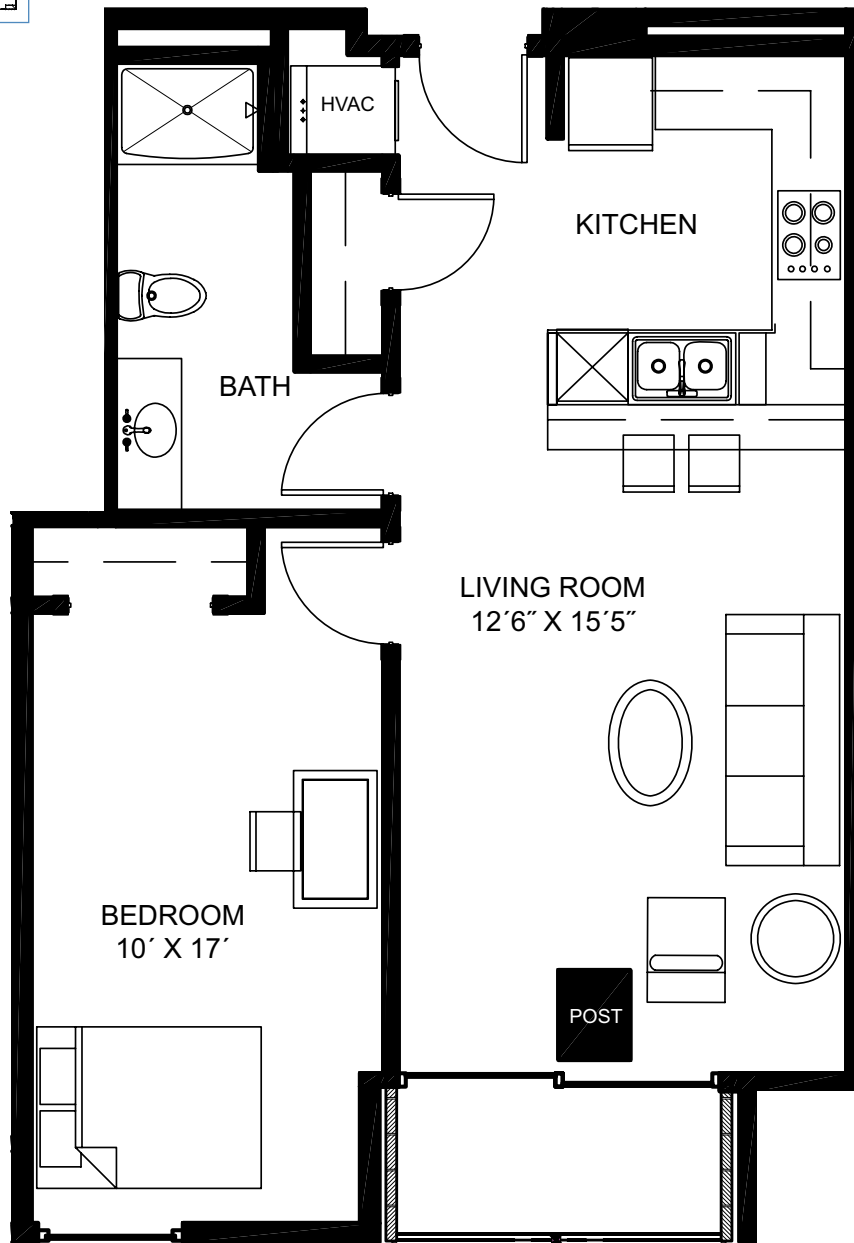 HVAC
KITCHEN
BATH
LIVING ROOM
12´6˝ X 15´5˝
BEDROOM
10´ X 17´
POST